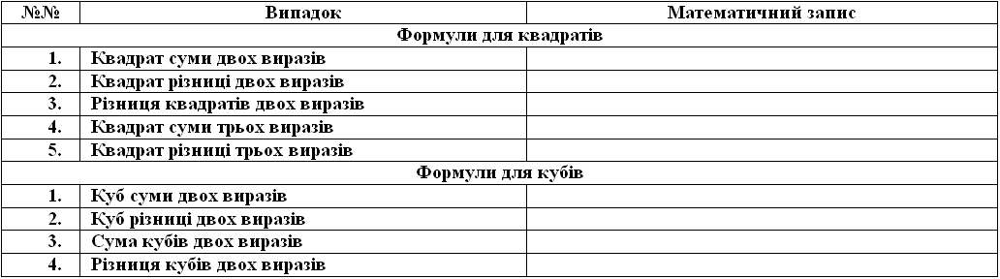 №№ Випадок Математичний запис
Формули для квадратів
1. Квадрат суми двох виразів
2. Квадрат різниці двох виразів
3. Різниця квадратів двох виразів
4. Квадрат суми трьох виразів
5. Квадрат різниці трьох виразів
Формули для кубів
1. Куб суми двох виразів
2. Куб різниці двох виразів
3. Сума кубів двох виразів
4. Різниця кубів двох виразів